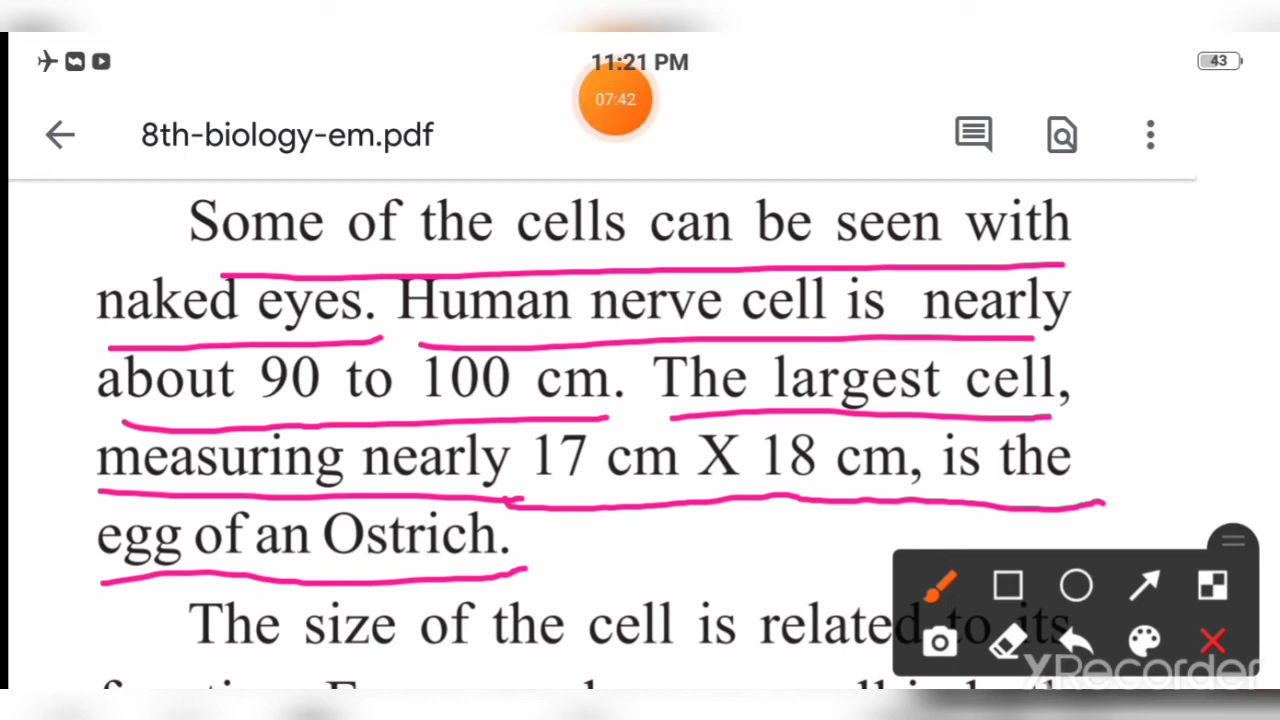 11:21 PM
43
07:42
8th-biology-em.pdf
Some of the cells can be seen with
naked eyes. Human nerve cell is nearly
about 90 to 100 cm. The largest cell,
measuring nearly 17 cm X 18 cm, is the
egg of an Ostrich.
The size of the cell is related to its
XRecorder